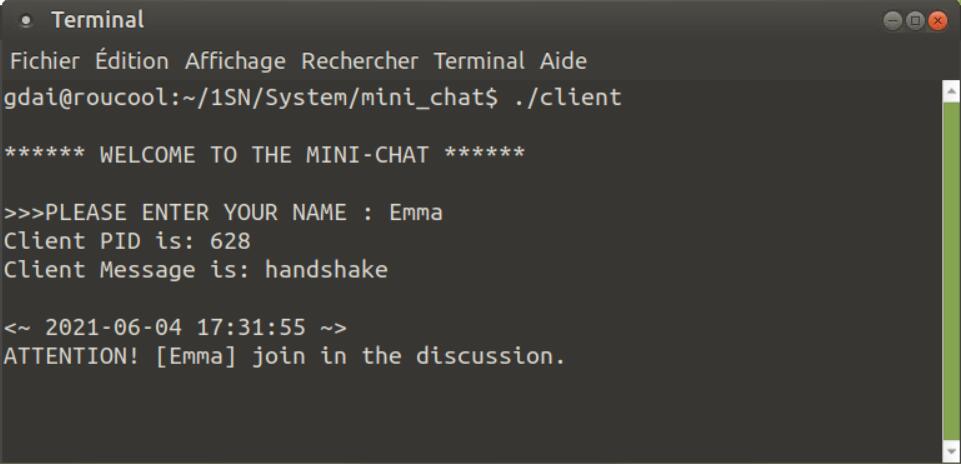 Terminal
Fichier Édition Affichage Rechercher Terminal Aide
gdai@roucool:~/1SN/System/mini_chat$ ./client
****** WELCOME TO THE MINI-CHAT ******
>>>PLEASE ENTER YOUR NAME : Emma
Client PID is: 628
Client Message is: handshake
<~ 2021-06-04 17:31:55 ~>
ATTENTION! [Emma] join in the discussion.